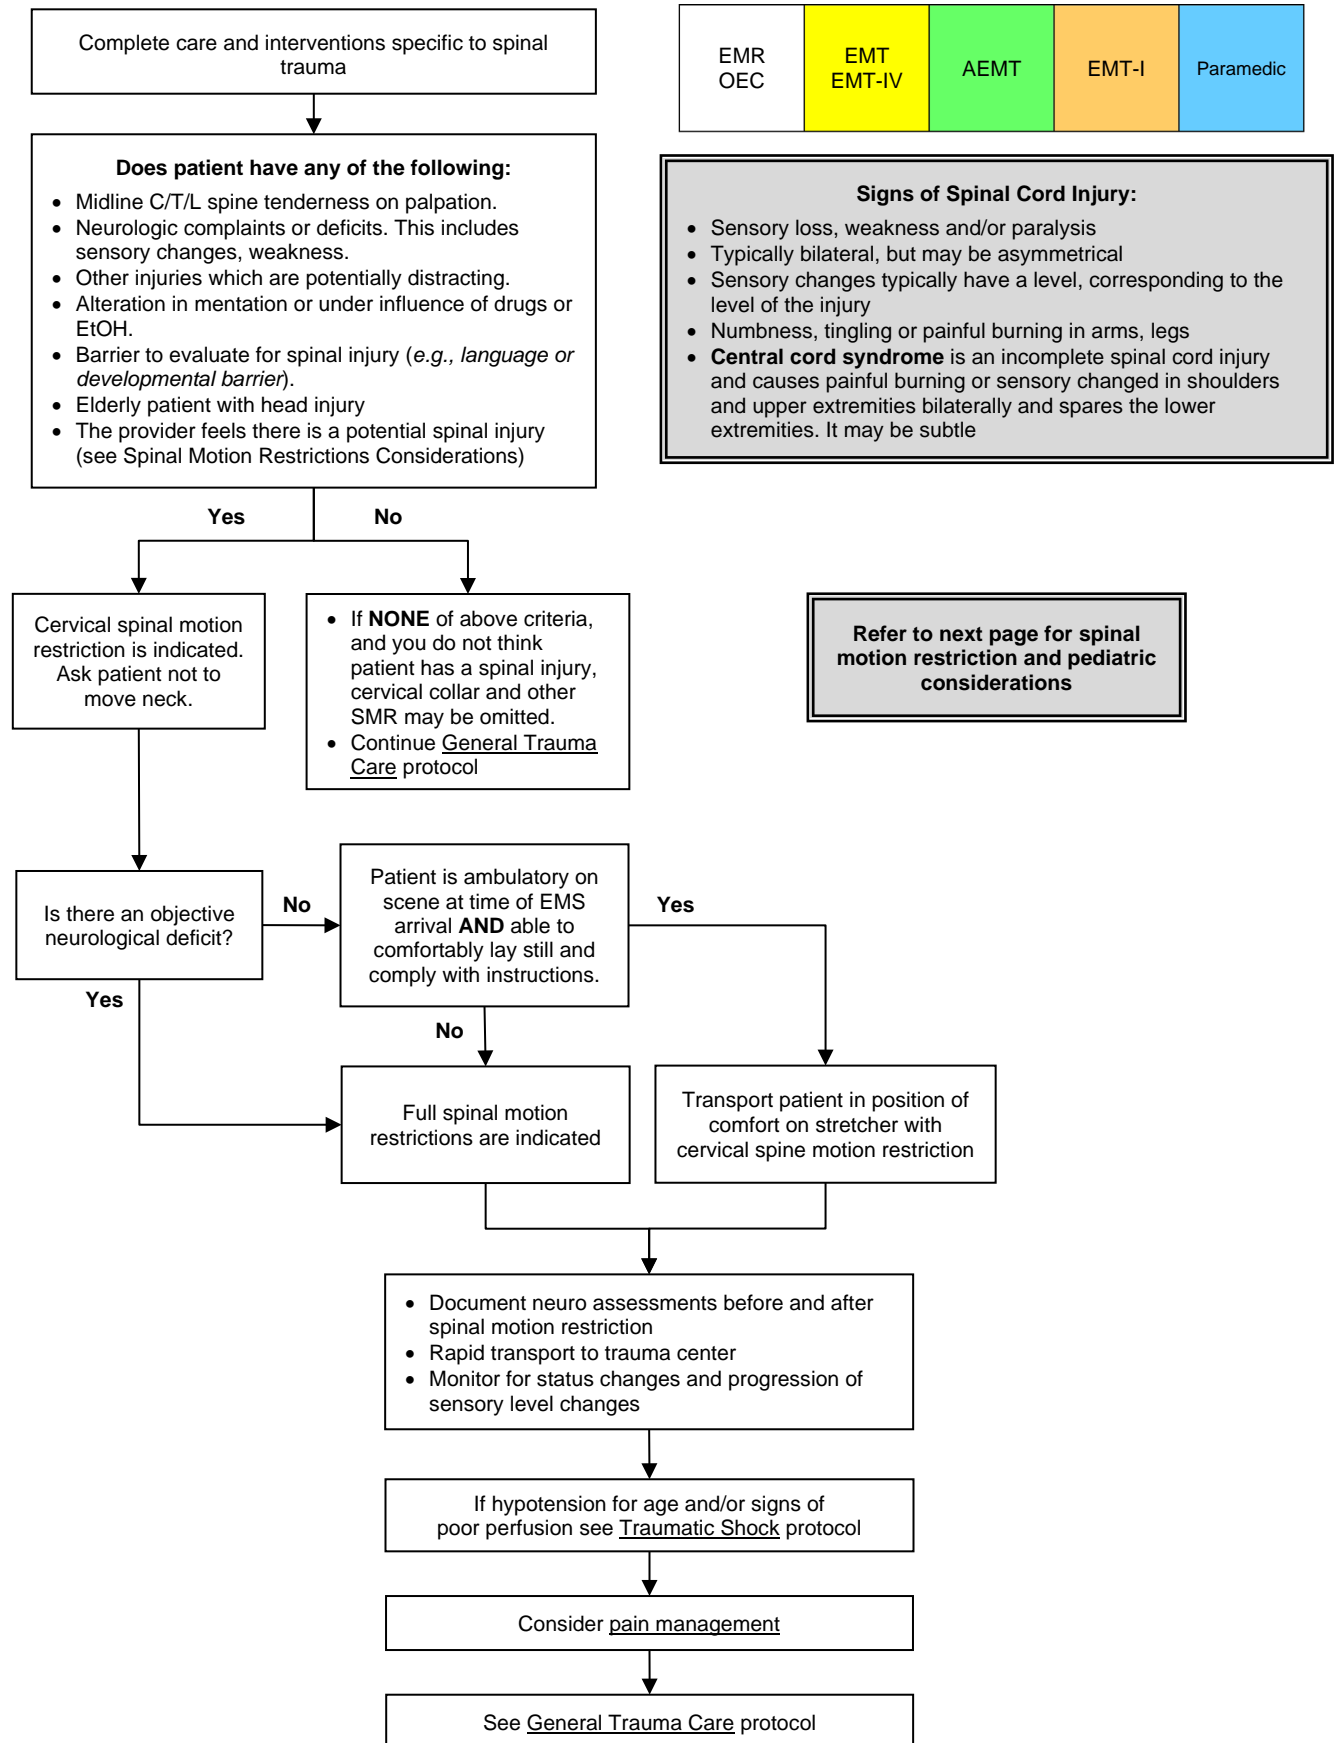 Complete care and interventions specific to spinal
trauma
EMR
OEC
EMT
EMT-IV
AEMT
EMT-I
Paramedic
Does patient have any of the following:
• Midline C/T/L spine tenderness on palpation.
• Neurologic complaints or deficits. This includes
sensory changes, weakness.
• Other injuries which are potentially distracting.
• Alteration in mentation or under influence of drugs or
EtOH.
• Barrier to evaluate for spinal injury (e.g., language or
developmental barrier).
• Elderly patient with head injury
• The provider feels there is a potential spinal injury
(see Spinal Motion Restrictions Considerations)
Signs of Spinal Cord Injury:
• Sensory loss, weakness and/or paralysis
• Typically bilateral, but may be asymmetrical
• Sensory changes typically have a level, corresponding to the
level of the injury
• Numbness, tingling or painful burning in arms, legs
• Central cord syndrome is an incomplete spinal cord injury
and causes painful burning or sensory changed in shoulders
and upper extremities bilaterally and spares the lower
extremities. It may be subtle
Yes
No
Cervical spinal motion
restriction is indicated.
Ask patient not to
move neck.
• If NONE of above criteria,
and you do not think
patient has a spinal injury,
cervical collar and other
SMR may be omitted.
• Continue General Trauma
Care protocol
Refer to next page for spinal
motion restriction and pediatric
considerations
Is there an objective
neurological deficit?
No
Patient is ambulatory on
scene at time of EMS
arrival AND able to
comfortably lay still and
comply with instructions.
Yes
Yes
No
Full spinal motion
restrictions are indicated
Transport patient in position of
comfort on stretcher with
cervical spine motion restriction
• Document neuro assessments before and after
spinal motion restriction
• Rapid transport to trauma center
• Monitor for status changes and progression of
sensory level changes
If hypotension for age and/or signs of
poor perfusion see Traumatic Shock protocol
Consider pain management
See General Trauma Care protocol